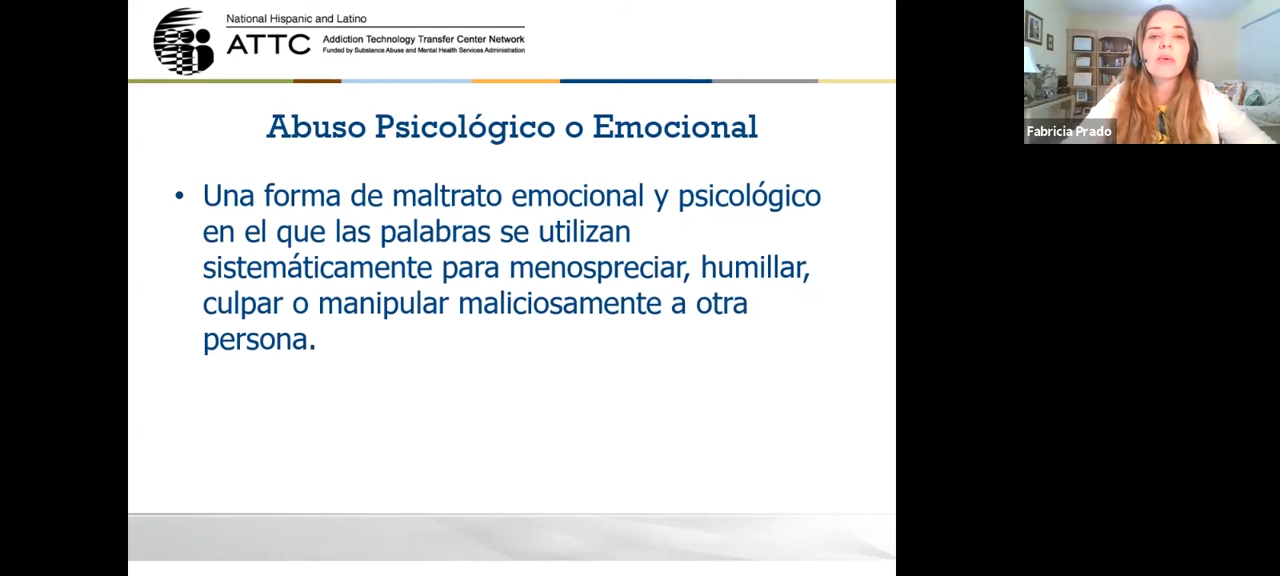 National Hispanic and Latino
ATTC
Addiction Technology Transfer Center Network
Funded by Substance Abuse and Mental Health Services Administration
Abuso Psicológico o Emocional
• Una forma de maltrato emocional y psicológico
en el que las palabras se utilizan
sistemáticamente para menospreciar, humillar,
culpar o manipular maliciosamente a otra
persona.
Fabricia Prado